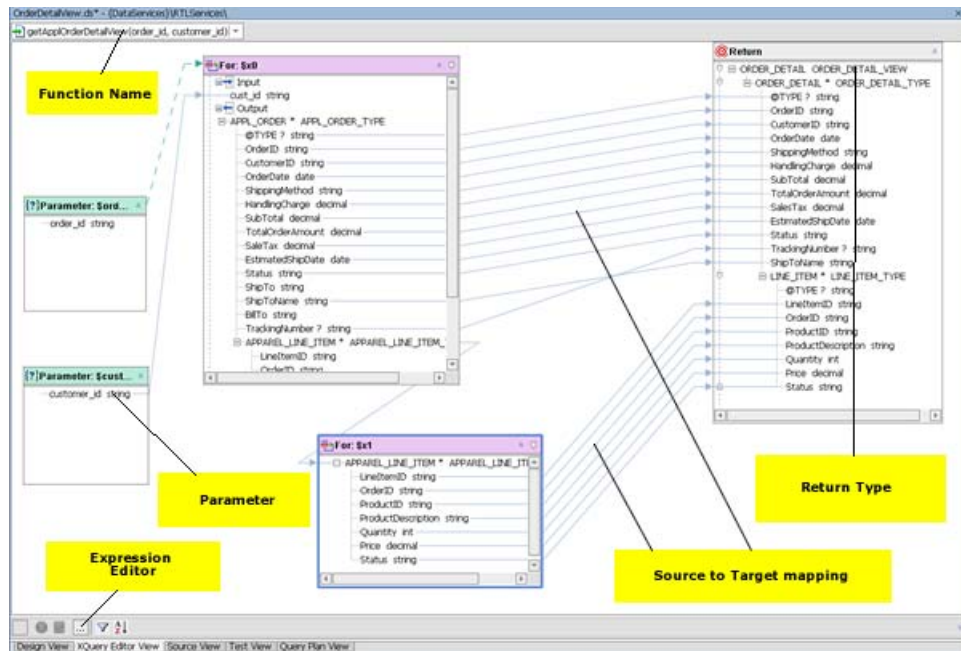 OrderDetailView.ds* - {DataServices}\RTLServices\
getApplOrderDetailView(order_id, customer_id)
Function Name
{?}Parameter: $ord...
order_id string
{?}Parameter: $cust...
customer_id string
Parameter
Expression
Editor
For: $x0
Input
cust_id string
Output
APPL_ORDER * APPL_ORDER_TYPE
@TYPE ? string
OrderID string
CustomerID string
OrderDate date
ShippingMethod string
HandlingCharge decimal
SubTotal decimal
TotalOrderAmount decimal
SaleTax decimal
EstimatedShipDate date
Status string
ShipTo string
ShipToName string
BillTo string
TrackingNumber ? string
APPAREL_LINE_ITEM * APPAREL_LINE_ITEM_
LineItemID string
OrderID string
For: $x1
APPAREL_LINE_ITEM * APPAREL_LINE_ITE
LineItemID string
OrderID string
ProductID string
ProductDescription string
Quantity int
Price decimal
Status string
Return
ORDER_DETAIL ORDER_DETAIL_VIEW
ORDER_DETAIL * ORDER_DETAIL_TYPE
@TYPE ? string
OrderID string
CustomerID string
OrderDate date
ShippingMethod string
HandlingCharge decimal
SubTotal decimal
TotalOrderAmount decimal
SalesTax decimal
EstimatedShipDate date
Status string
TrackingNumber ? string
ShipToName string
LINE_ITEM * LINE_ITEM_TYPE
@TYPE ? string
LineItemID string
OrderID string
ProductID string
ProductDescription string
Quantity int
Price decimal
Status string
Return Type
Source to Target mapping
Design View XQuery Editor View Source View Test View Query Plan View